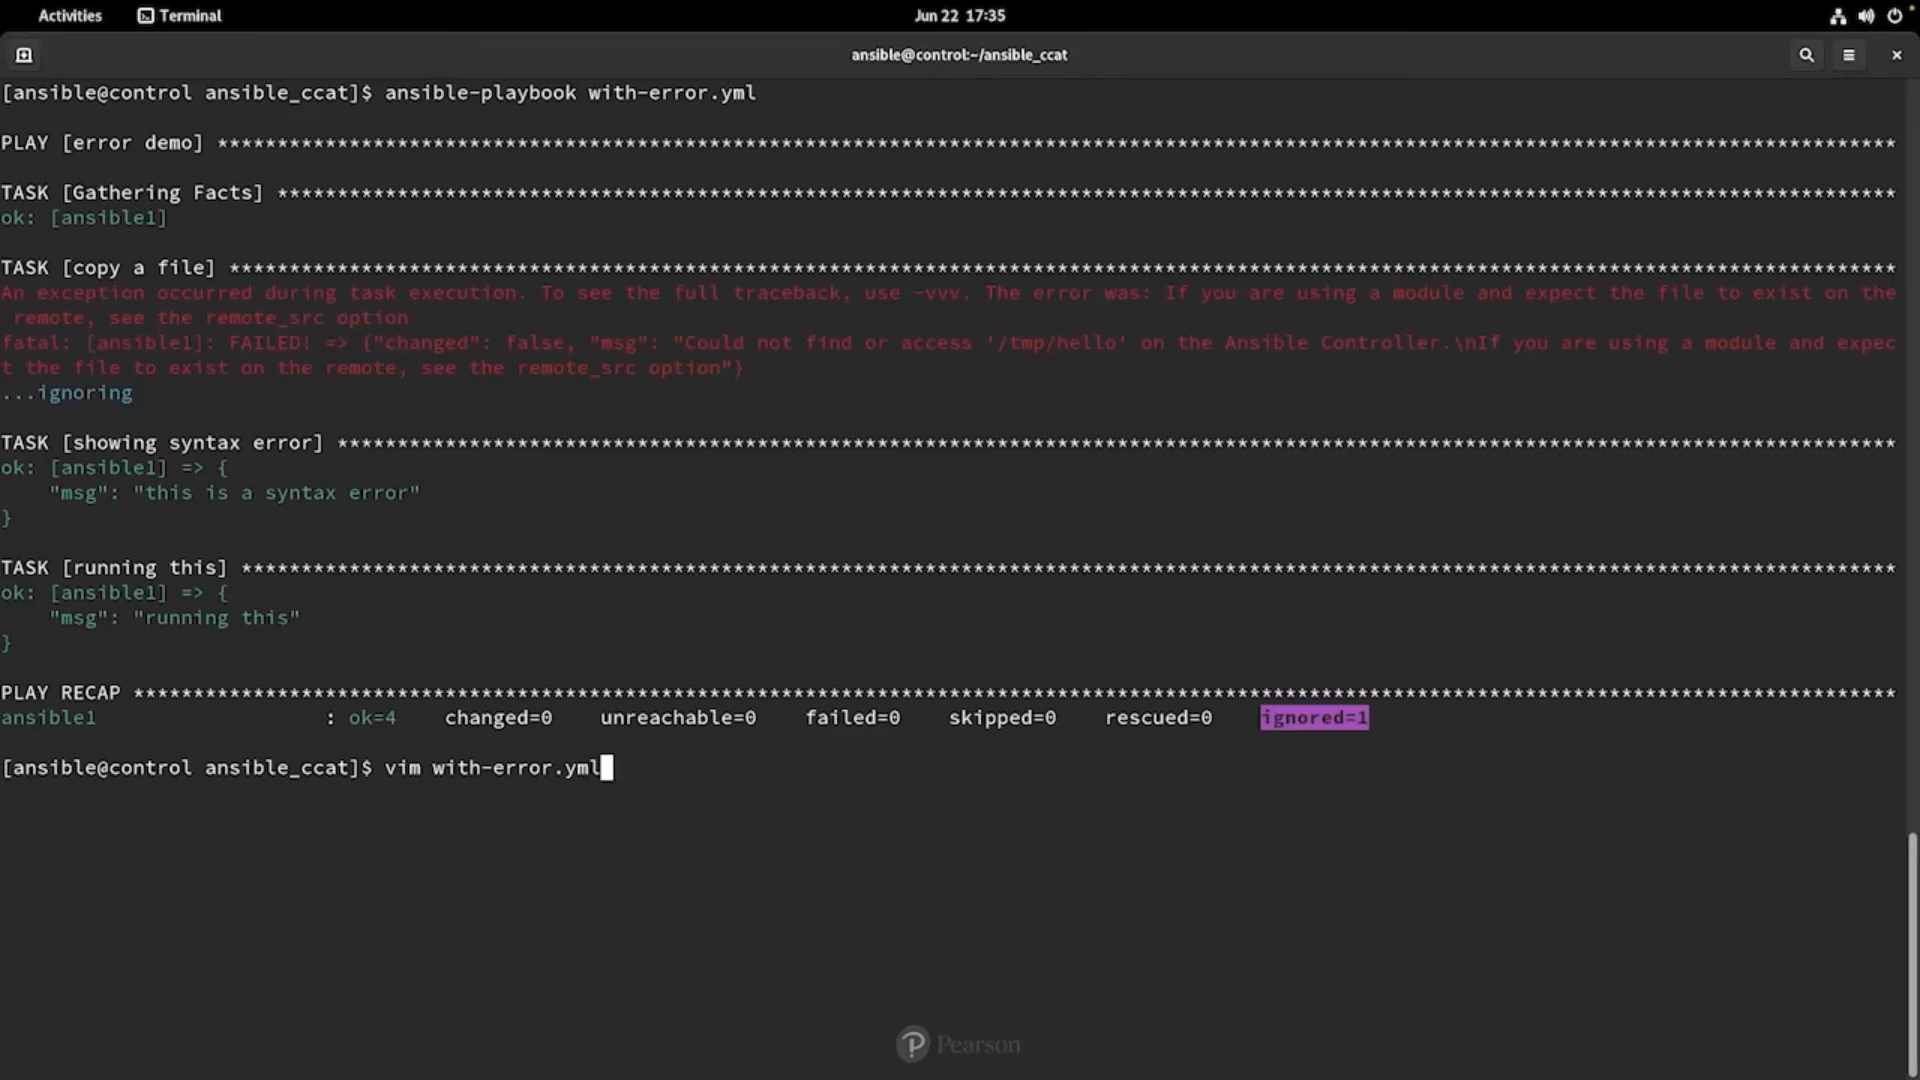 Activities Terminal Jun 22 17:35
ansible@control:~/ansible_ccat
[ansible@control ansible_ccat]$ ansible-playbook with-error.yml
PLAY [error demo] ********************************************************************************************************************************************
TASK [Gathering Facts] ***************************************************************************************************************************************
ok: [ansible1]
TASK [copy a file] *******************************************************************************************************************************************
An exception occurred during task execution. To see the full traceback, use -vvv. The error was: If you are using a module and expect the file to exist on the
remote, see the remote_src option
fatal: [ansible1]: FAILED! => {"changed": false, "msg": "Could not find or access '/tmp/hello' on the Ansible Controller.\nIf you are using a module and expec
t the file to exist on the remote, see the remote_src option"}
...ignoring
TASK [showing syntax error] **********************************************************************************************************************************
ok: [ansible1] => {
    "msg": "this is a syntax error"
}
TASK [running this] ******************************************************************************************************************************************
ok: [ansible1] => {
    "msg": "running this"
}
PLAY RECAP ***************************************************************************************************************************************************
ansible1                   : ok=4    changed=0    unreachable=0    failed=0    skipped=0    rescued=0    ignored=1
[ansible@control ansible_ccat]$ vim with-error.yml
Pearson